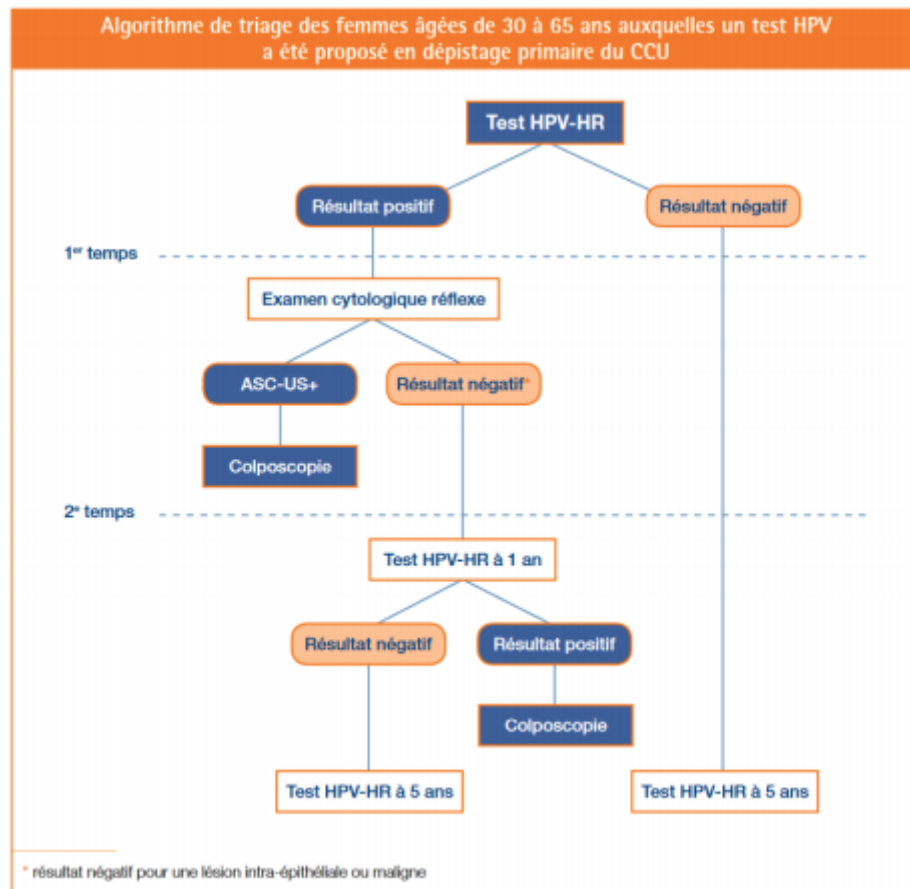 Algorithme de triage des femmes âgées de 30 à 65 ans auxquelles un test HPV
a été proposé en dépistage primaire du CCU
Test HPV-HR
Résultat positif
Résultat négatif
1er temps
Examen cytologique réflexe
ASC-US+
Résultat négatif*
Colposcopie
2e temps
Test HPV-HR à 1 an
Résultat négatif
Résultat positif
Colposcopie
Test HPV-HR à 5 ans
Test HPV-HR à 5 ans
* résultat négatif pour une lésion intra-épithéliale ou maligne